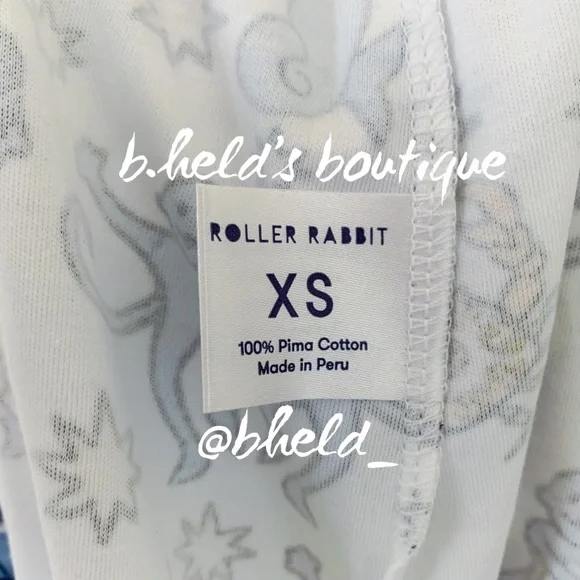 b.held's boutique
ROLLER RABBIT
XS
100% Pima Cotton
Made in Peru
@bheld_